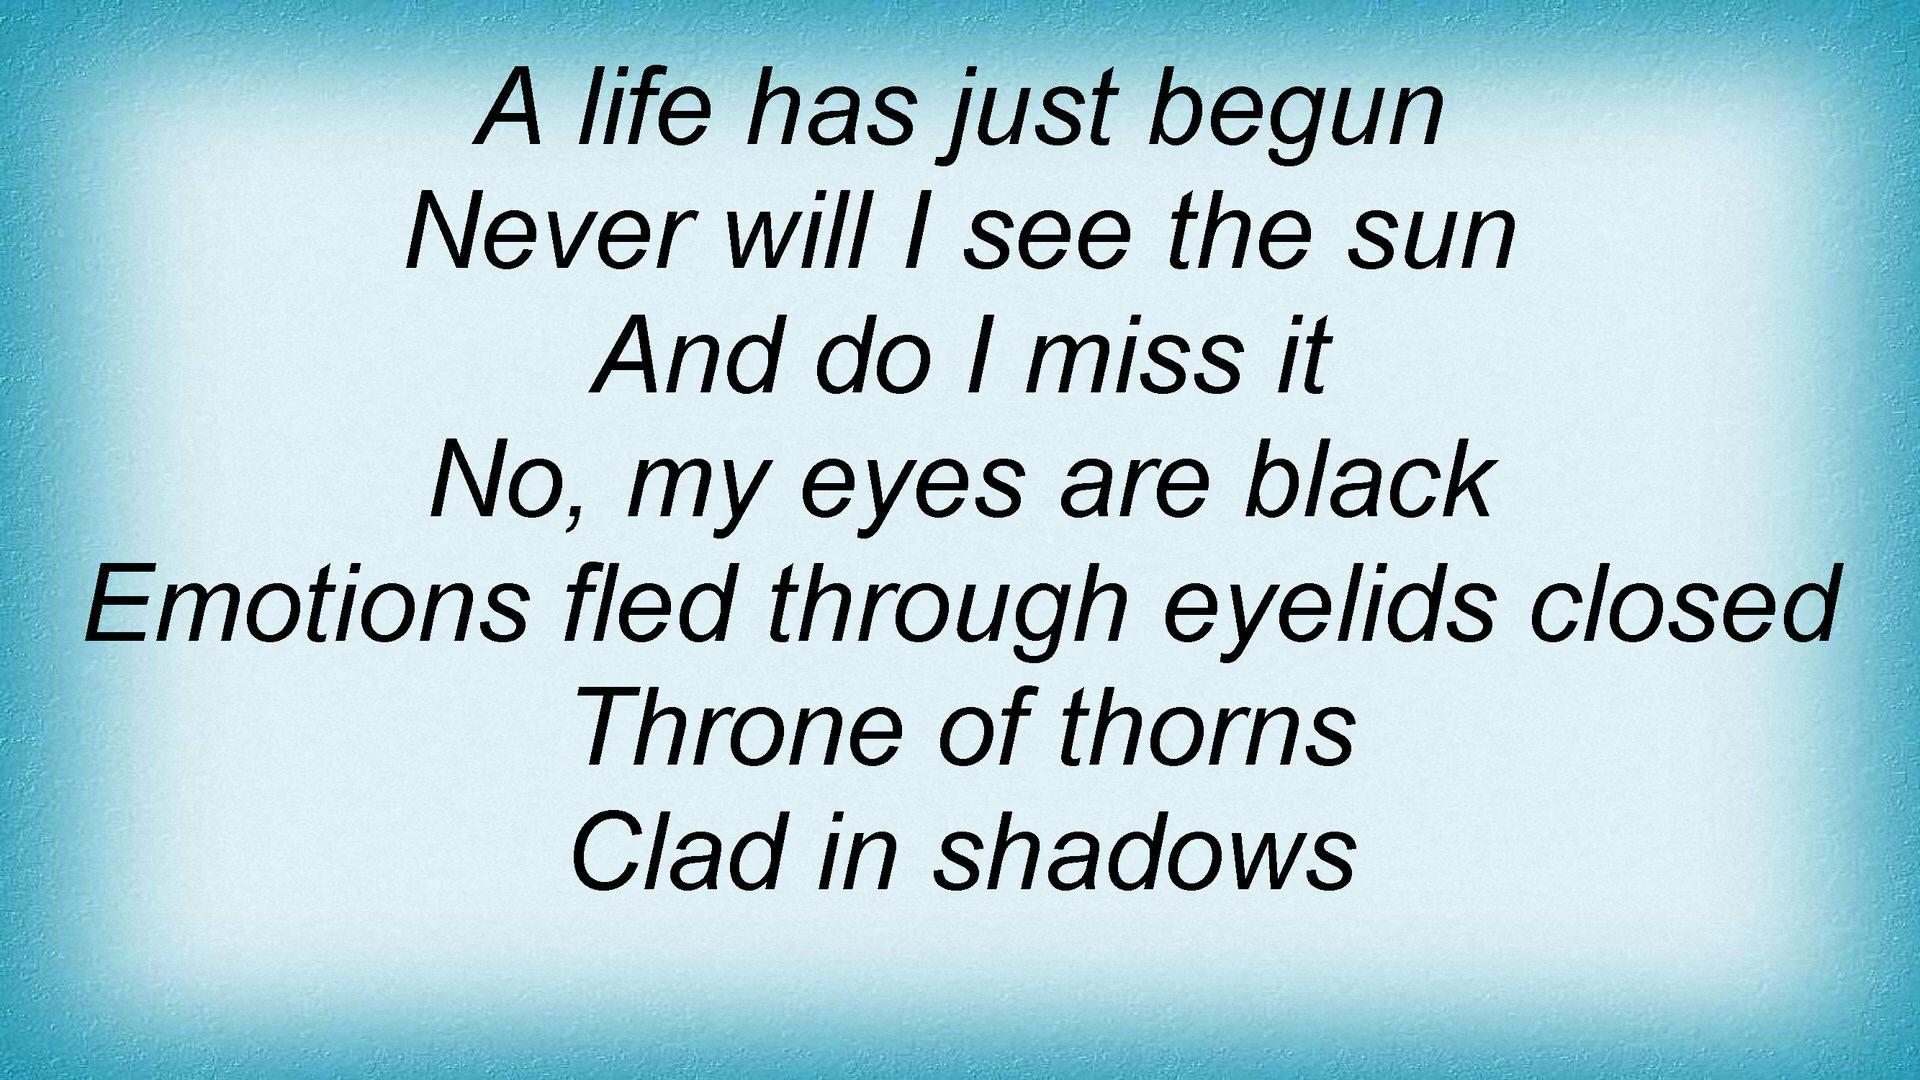 A life has just begun
Never will I see the sun
And do I miss it
No, my eyes are black
Emotions fled through eyelids closed
Throne of thorns
Clad in shadows